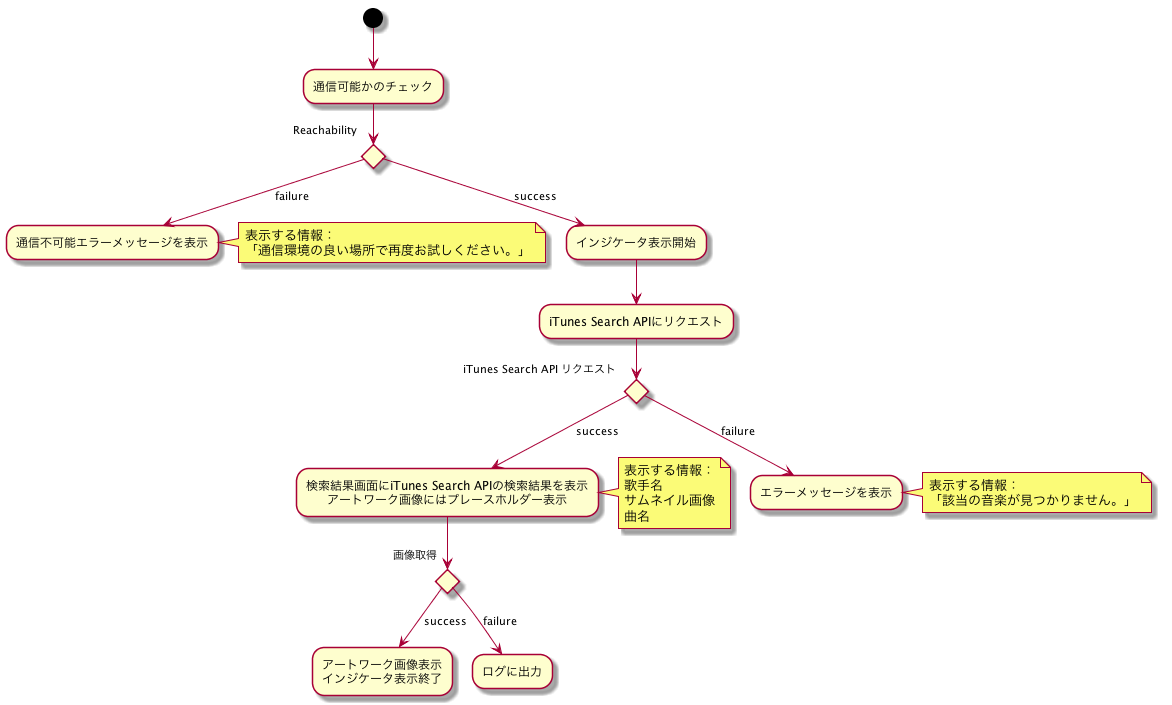 通信可能かのチェック
Reachability
failure
success
通信不可能エラーメッセージを表示
表示する情報：
「通信環境の良い場所で再度お試しください。」
インジケータ表示開始
iTunes Search APIにリクエスト
iTunes Search API リクエスト
success
failure
検索結果画面にiTunes Search APIの検索結果を表示
アートワーク画像にはプレースホルダー表示
表示する情報：
歌手名
サムネイル画像
曲名
エラーメッセージを表示
表示する情報：
「該当の音楽が見つかりません。」
画像取得
success
failure
アートワーク画像表示
インジケータ表示終了
ログに出力